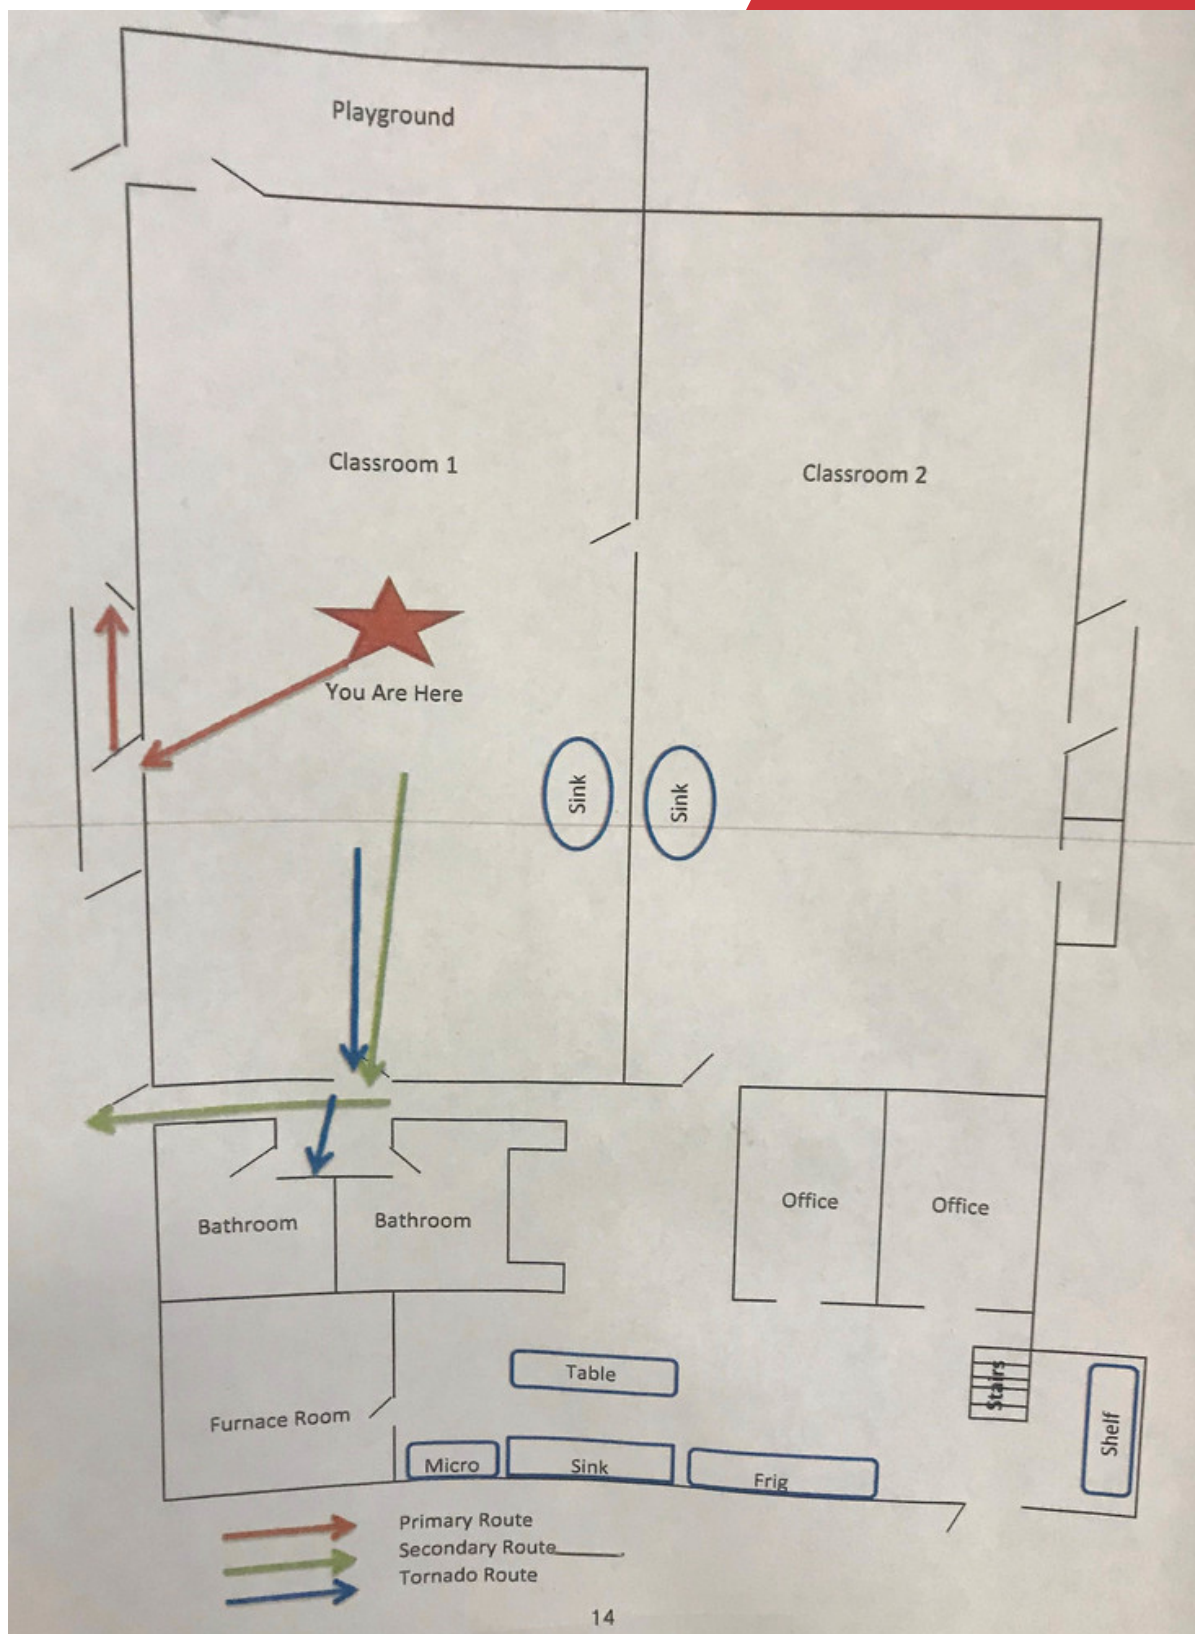 Playground
Classroom 1
Classroom 2
You Are Here
Sink
Sink
Bathroom
Bathroom
Office
Office
Table
Stairs
Shelf
Furnace Room
Micro
Sink
Frig
Primary Route
Secondary Route
Tornado Route
14